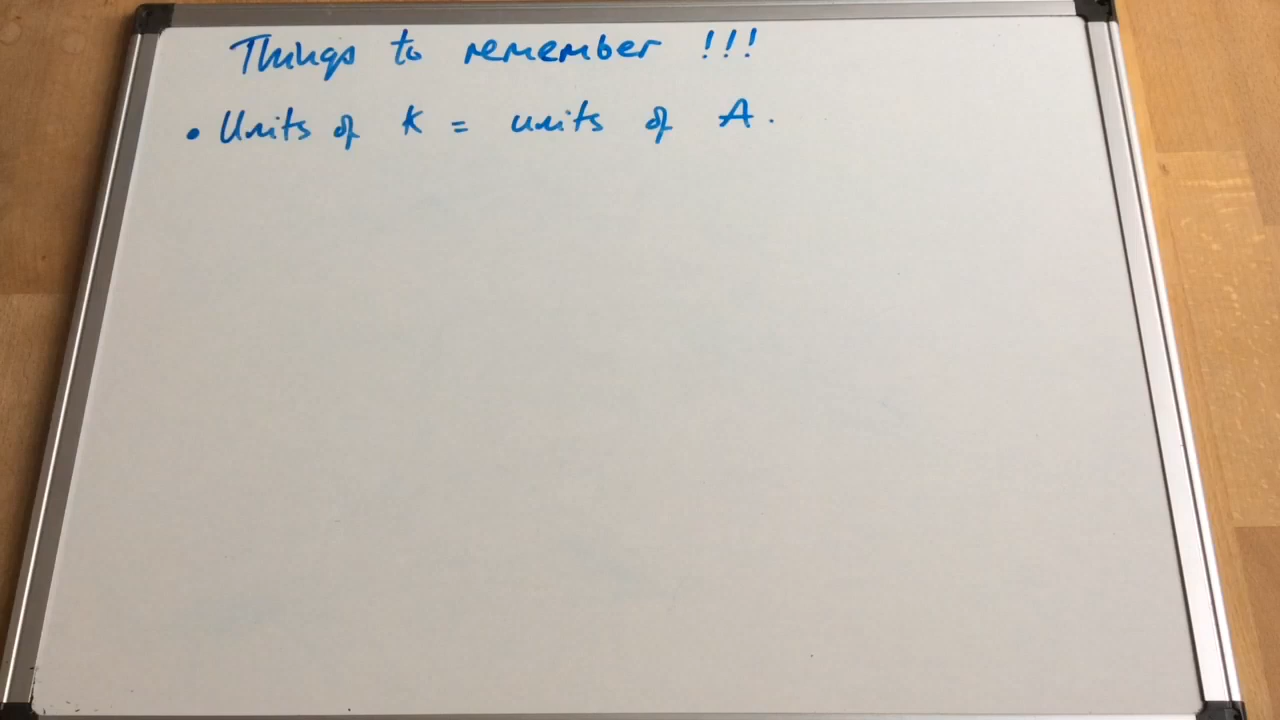 Things to remember !!!
• Units of k = units of A.